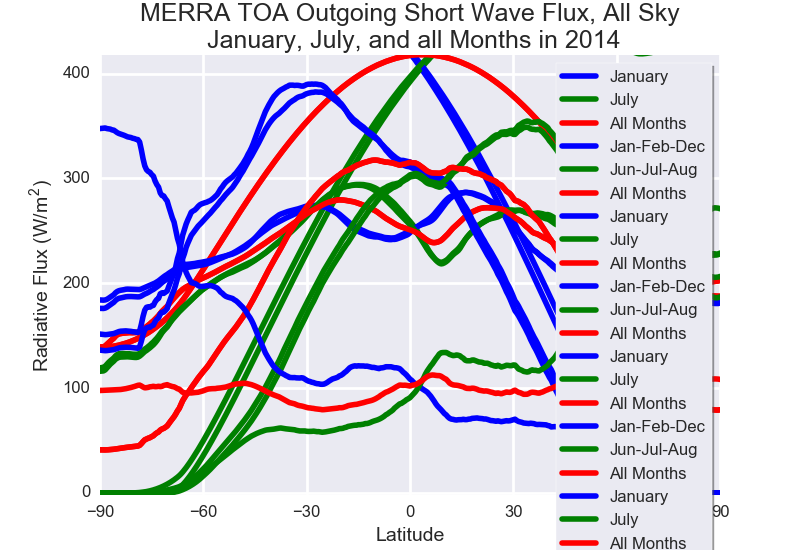 MERRA TOA Outgoing Short Wave Flux, All Sky
January, July, and all Months in 2014
Radiative Flux (W/m²)
400
300
200
100
0
−90
−60
−30
0
30
90
Latitude
January
July
All Months
Jan-Feb-Dec
Jun-Jul-Aug
All Months
January
July
All Months
Jan-Feb-Dec
Jun-Jul-Aug
All Months
January
July
All Months
Jan-Feb-Dec
Jun-Jul-Aug
All Months
January
July
All Months